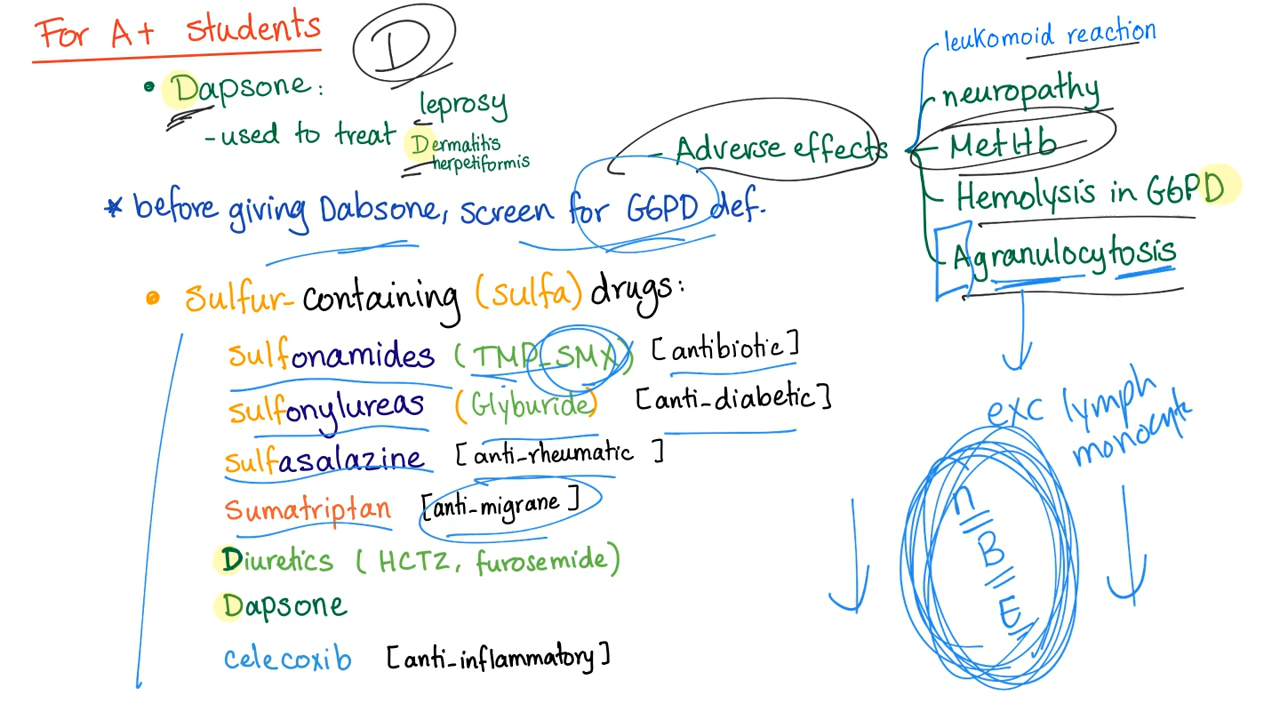 For A+ students
D
• Dapsone:
- used to treat leprosy
Dermatitis
herpetiformis
- Adverse effects
leukomoid reaction
neuropathy
MetHb
Hemolysis in G6PD
Agranulocytosis
* before giving Dabsone, screen for G6PD def.
• Sulfur-containing (sulfa) drugs:
Sulfonamides (TMP-SMX) [antibiotic]
sulfonylureas (Glyburide) [anti-diabetic]
sulfasalazine [anti-rheumatic]
Sumatriptan [anti-migrane]
Diuretics (HCTZ, furosemide)
Dapsone
celecoxib [anti-inflammatory]
exc lymph
monocyte
n
B
E